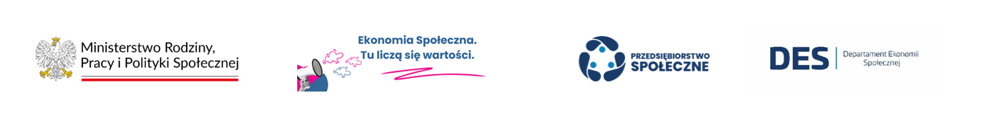 Ministerstwo Rodziny,
Pracy i Polityki Społecznej
Ekonomia Społeczna.
Tu liczą się wartości.
PRZEDSIĘBIORSTWO
SPOŁECZNE
DES
Departament Ekonomii
Społecznej